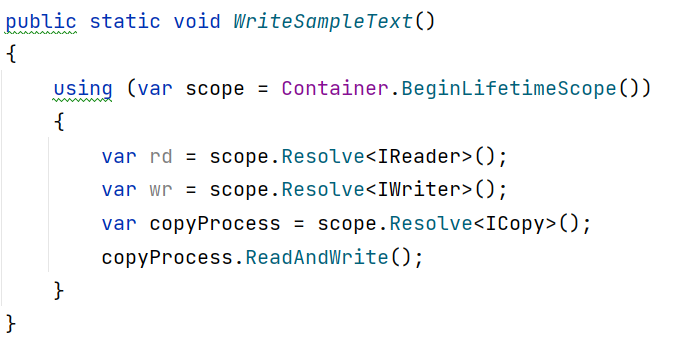 public static void WriteSampleText()
{
    using (var scope = Container.BeginLifetimeScope())
    {
        var rd = scope.Resolve<IReader>();
        var wr = scope.Resolve<IWriter>();
        var copyProcess = scope.Resolve<ICopy>();
        copyProcess.ReadAndWrite();
    }
}